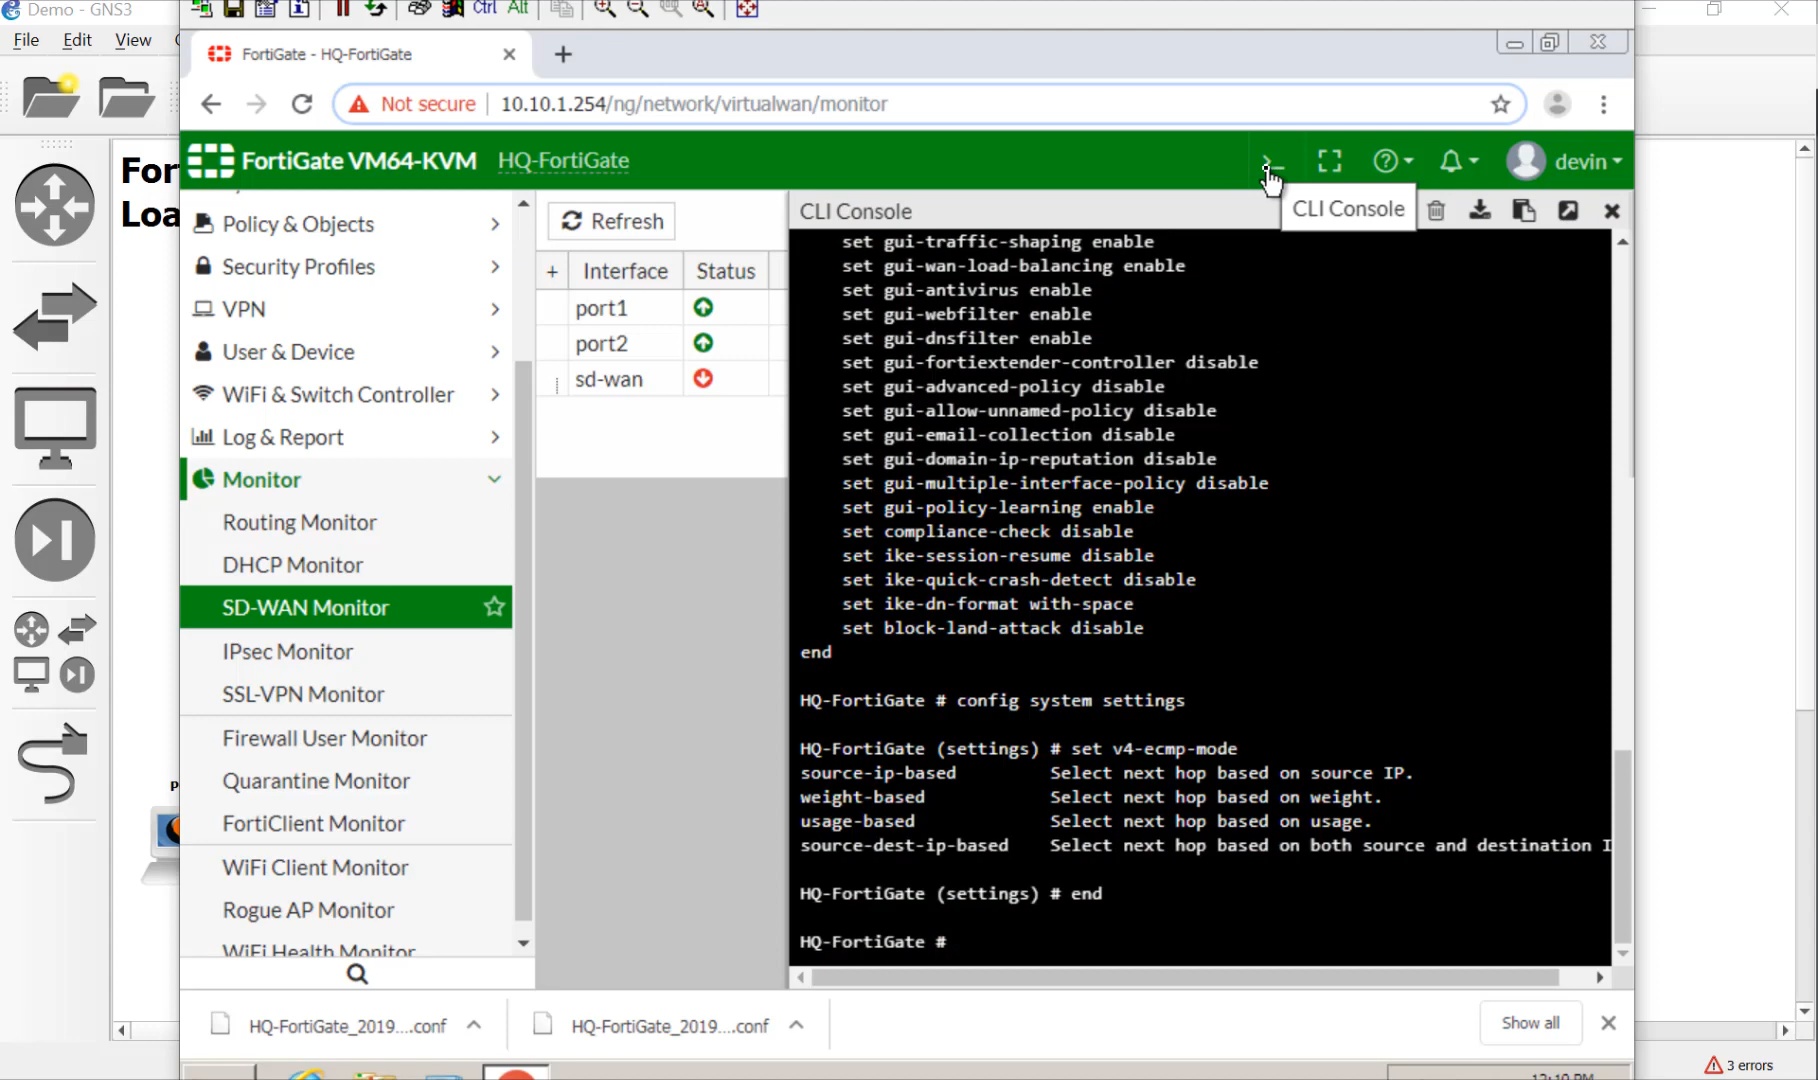 Demo - GNS3
File Edit View
Ctrl Alt
FortiGate - HQ-FortiGate
Not secure 10.10.1.254/ng/network/virtualwan/monitor
FortiGate VM64-KVM HQ-FortiGate
devin
For
Loa
Policy & Objects
Security Profiles
VPN
User & Device
WiFi & Switch Controller
Log & Report
Monitor
Routing Monitor
DHCP Monitor
SD-WAN Monitor
IPsec Monitor
SSL-VPN Monitor
Firewall User Monitor
Quarantine Monitor
FortiClient Monitor
WiFi Client Monitor
Rogue AP Monitor
WiFi Health Monitor
Refresh
+ Interface Status
port1
port2
sd-wan
CLI Console
CLI Console
set gui-traffic-shaping enable
set gui-wan-load-balancing enable
set gui-antivirus enable
set gui-webfilter enable
set gui-dnsfilter enable
set gui-fortiextender-controller disable
set gui-advanced-policy disable
set gui-allow-unnamed-policy disable
set gui-email-collection disable
set gui-domain-ip-reputation disable
set gui-multiple-interface-policy disable
set gui-policy-learning enable
set compliance-check disable
set ike-session-resume disable
set ike-quick-crash-detect disable
set ike-dn-format with-space
set block-land-attack disable
end
HQ-FortiGate # config system settings
HQ-FortiGate (settings) # set v4-ecmp-mode
source-ip-based Select next hop based on source IP.
weight-based Select next hop based on weight.
usage-based Select next hop based on usage.
source-dest-ip-based Select next hop based on both source and destination I
HQ-FortiGate (settings) # end
HQ-FortiGate #
HQ-FortiGate_2019....conf
HQ-FortiGate_2019....conf
Show all
3 errors